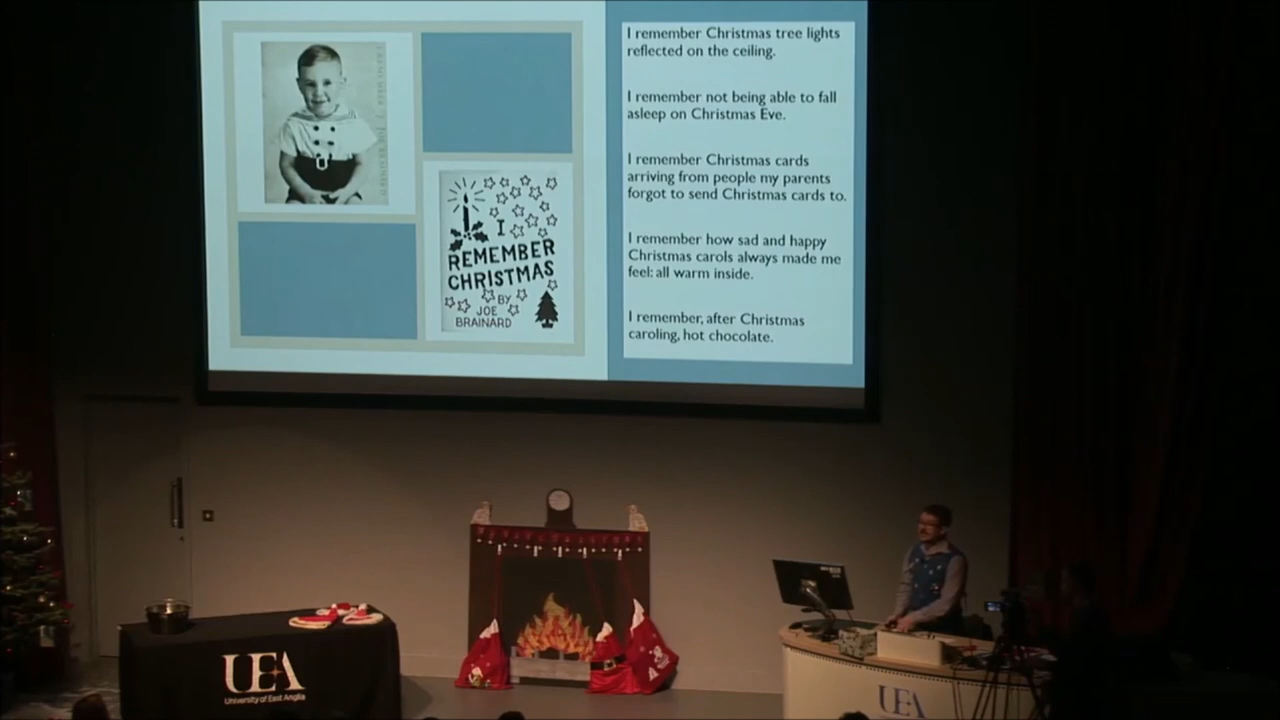 I REMEMBER JOE BRAINARD
I
REMEMBER
CHRISTMAS
BY
JOE
BRAINARD
I remember Christmas tree lights
reflected on the ceiling.
I remember not being able to fall
asleep on Christmas Eve.
I remember Christmas cards
arriving from people my parents
forgot to send Christmas cards to.
I remember how sad and happy
Christmas carols always made me
feel: all warm inside.
I remember, after Christmas
caroling, hot chocolate.
UEA
University of East Anglia
UEA